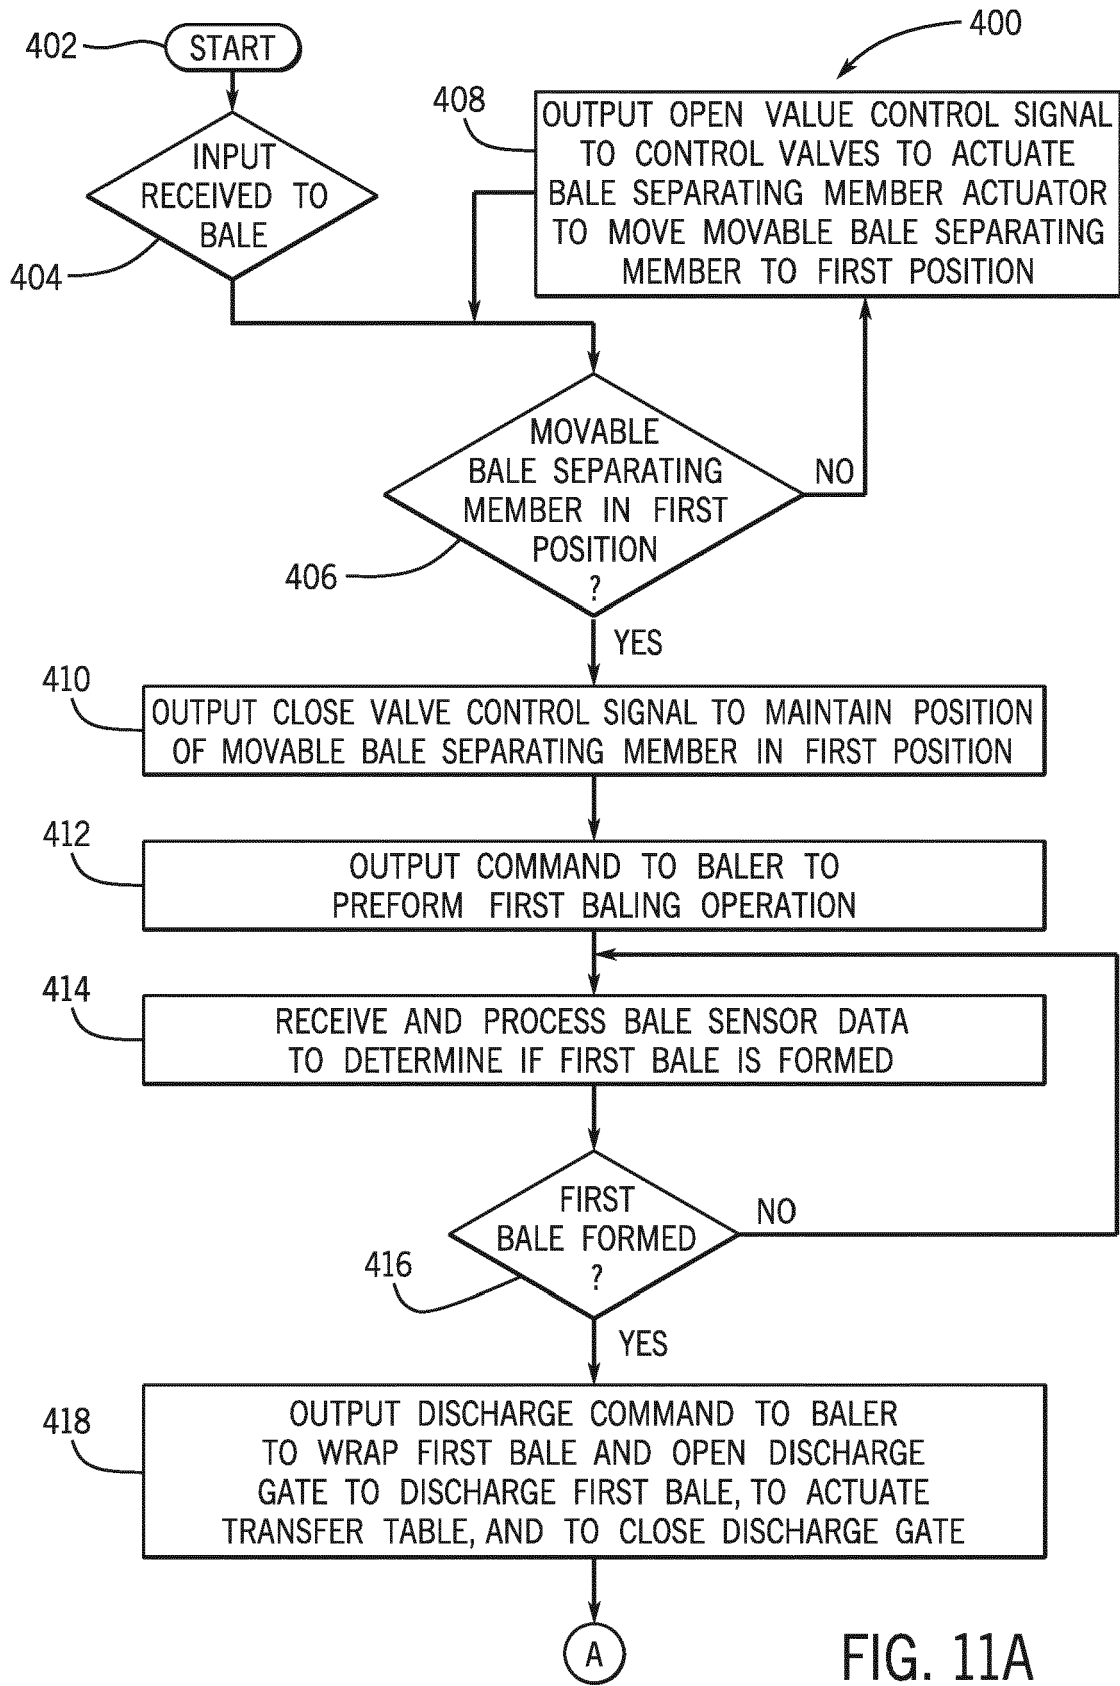 400
402
START
408
OUTPUT OPEN VALUE CONTROL SIGNAL
TO CONTROL VALVES TO ACTUATE
BALE SEPARATING MEMBER ACTUATOR
TO MOVE MOVABLE BALE SEPARATING
MEMBER TO FIRST POSITION
INPUT
RECEIVED TO
BALE
404
MOVABLE
BALE SEPARATING
MEMBER IN FIRST
POSITION
?
NO
406
YES
410
OUTPUT CLOSE VALVE CONTROL SIGNAL TO MAINTAIN POSITION
OF MOVABLE BALE SEPARATING MEMBER IN FIRST POSITION
412
OUTPUT COMMAND TO BALER TO
PREFORM FIRST BALING OPERATION
414
RECEIVE AND PROCESS BALE SENSOR DATA
TO DETERMINE IF FIRST BALE IS FORMED
FIRST
BALE FORMED
?
NO
416
YES
418
OUTPUT DISCHARGE COMMAND TO BALER
TO WRAP FIRST BALE AND OPEN DISCHARGE
GATE TO DISCHARGE FIRST BALE, TO ACTUATE
TRANSFER TABLE, AND TO CLOSE DISCHARGE GATE
A
FIG. 11A